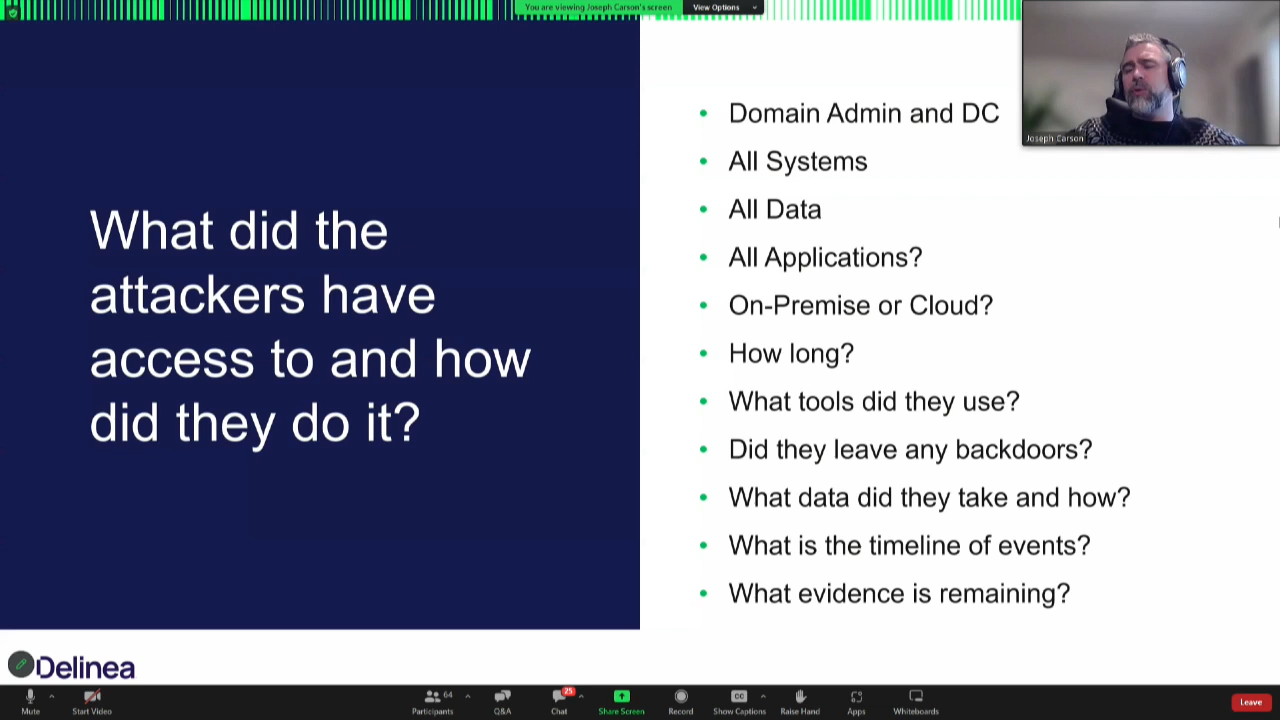 You are viewing Joseph Carson's screen
View Options
Joseph Carson
What did the
attackers have
access to and how
did they do it?
• Domain Admin and DC
• All Systems
• All Data
• All Applications?
• On-Premise or Cloud?
• How long?
• What tools did they use?
• Did they leave any backdoors?
• What data did they take and how?
• What is the timeline of events?
• What evidence is remaining?
Delinea
Mute
Start Video
64
Participants
Q&A
25
Chat
Share Screen
Record
CC
Show Captions
Raise Hand
Apps
Whiteboards
Leave